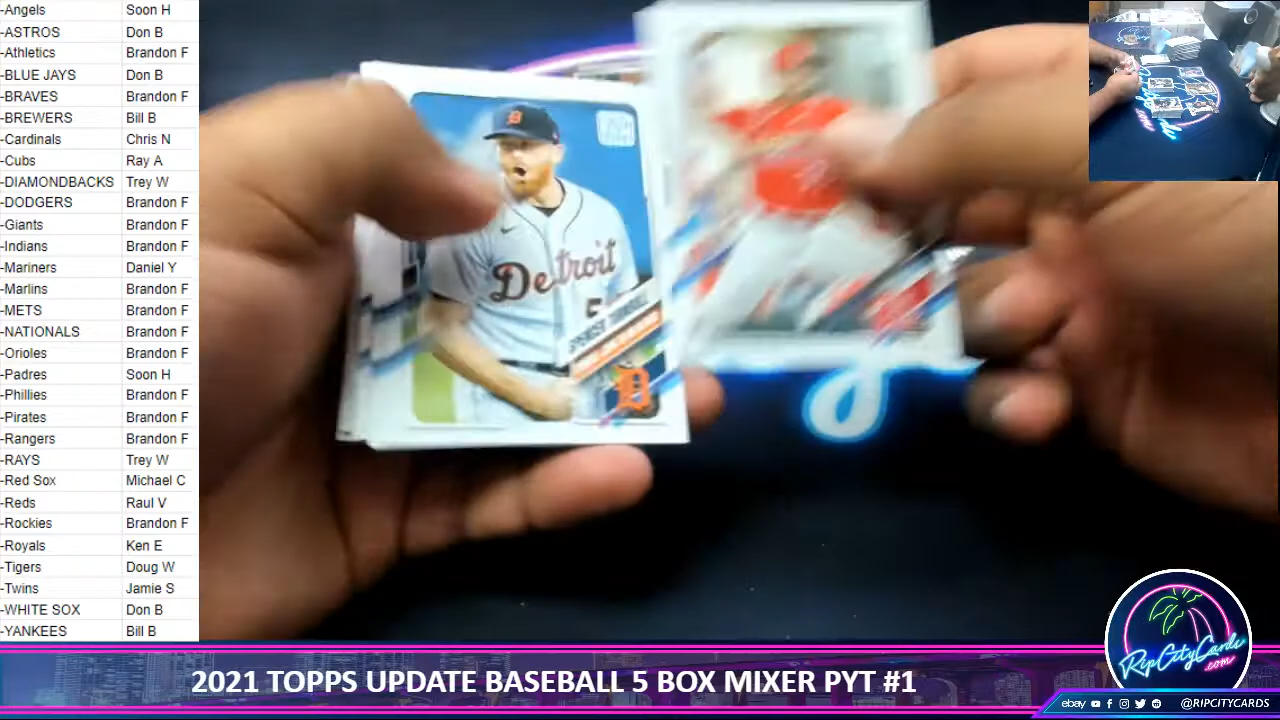 -Angels Soon H
-ASTROS Don B
-Athletics Brandon F
-BLUE JAYS Don B
-BRAVES Brandon F
-BREWERS Bill B
-Cardinals Chris N
-Cubs Ray A
-DIAMONDBACKS Trey W
-DODGERS Brandon F
-Giants Brandon F
-Indians Brandon F
-Mariners Daniel Y
-Marlins Brandon F
-METS Brandon F
-NATIONALS Brandon F
-Orioles Brandon F
-Padres Soon H
-Phillies Brandon F
-Pirates Brandon F
-Rangers Brandon F
-RAYS Trey W
-Red Sox Michael C
-Reds Raul V
-Rockies Brandon F
-Royals Ken E
-Tigers Doug W
-Twins Jamie S
-WHITE SOX Don B
-YANKEES Bill B
Detroit
2021 TOPPS UPDATE BASEBALL 5 BOX MIXER PYT #1
RipCityCards
.com
ebay @RIPCITYCARDS